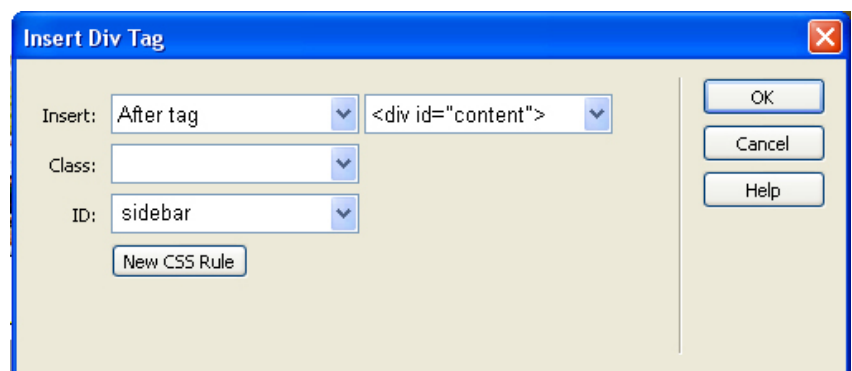 Insert Div Tag
Insert: After tag <div id="content"> OK
Cancel
Class:
Help
ID: sidebar
New CSS Rule